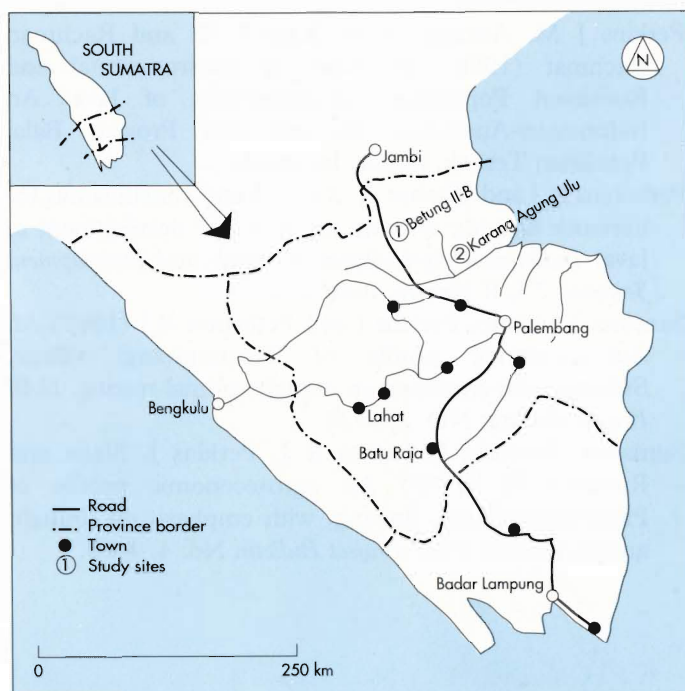 SOUTH
SUMATRA
N
Jambi
① Betung II-B
② Karang Agung Ulu
Palembang
Bengkulu
Lahat
Batu Raja
Road
Province border
Town
① Study sites
Badar Lampung
0 250 km